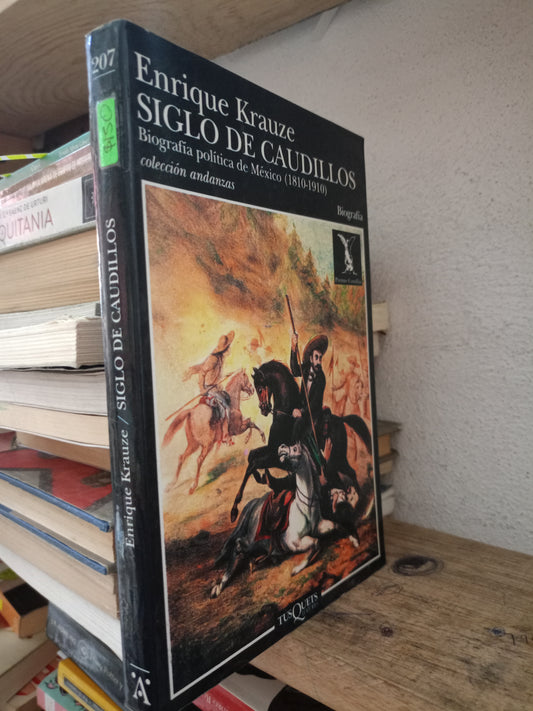 207
$150
Enrique Krauze / SIGLO DE CAUDILLOS
Enrique Krauze
SIGLO DE CAUDILLOS
Biografía política de México (1810-1910)
colección andanzas
Biografía
TUSQUETS
QUITANIA